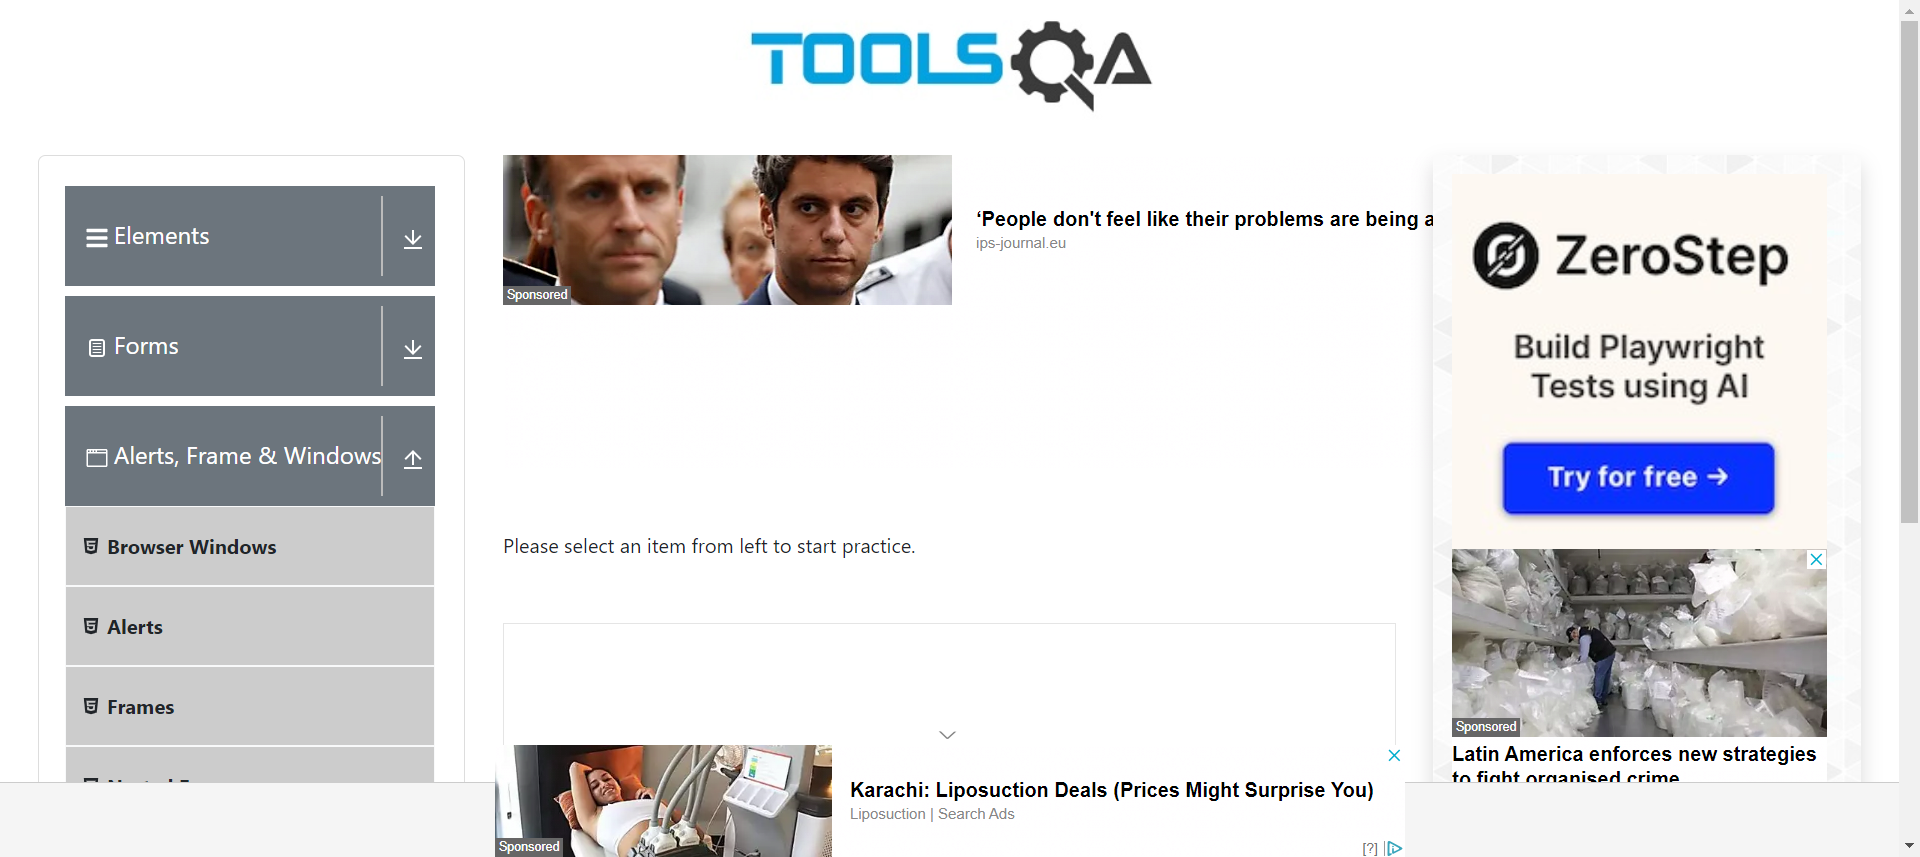 TOOLSQA
Elements
Forms
Alerts, Frame & Windows
Browser Windows
Alerts
Frames
Sponsored
‘People don't feel like their problems are being a
ips-journal.eu
Please select an item from left to start practice.
Sponsored
Karachi: Liposuction Deals (Prices Might Surprise You)
Liposuction | Search Ads
[?]
ZeroStep
Build Playwright
Tests using AI
Try for free →
Sponsored
Latin America enforces new strategies
to fight organised crime